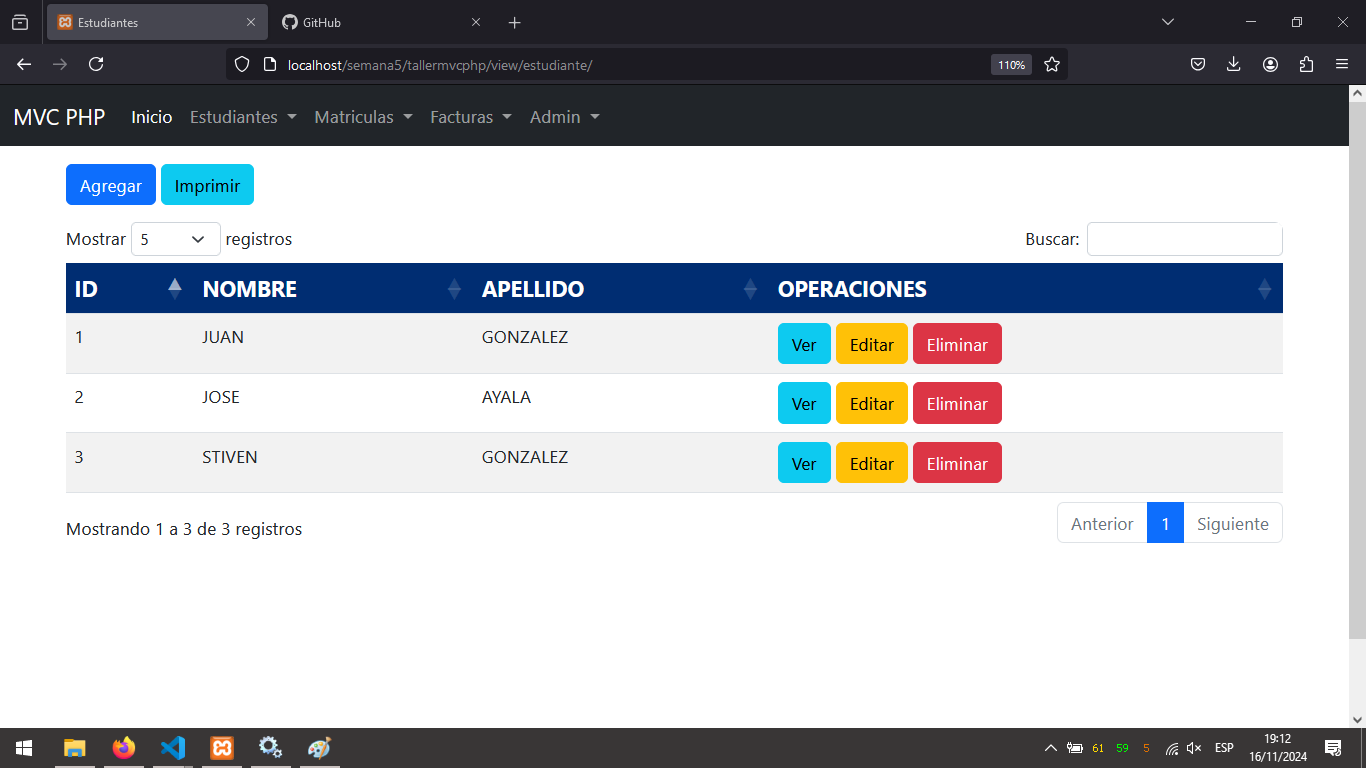 Estudiantes GitHub
localhost/semana5/tallermvcphp/view/estudiante/ 110%
MVC PHP Inicio Estudiantes Matriculas Facturas Admin
Agregar Imprimir
Mostrar 5 registros Buscar:
ID NOMBRE APELLIDO OPERACIONES
1 JUAN GONZALEZ Ver Editar Eliminar
2 JOSE AYALA Ver Editar Eliminar
3 STIVEN GONZALEZ Ver Editar Eliminar
Mostrando 1 a 3 de 3 registros Anterior 1 Siguiente
61 59 5 ESP 19:12
16/11/2024